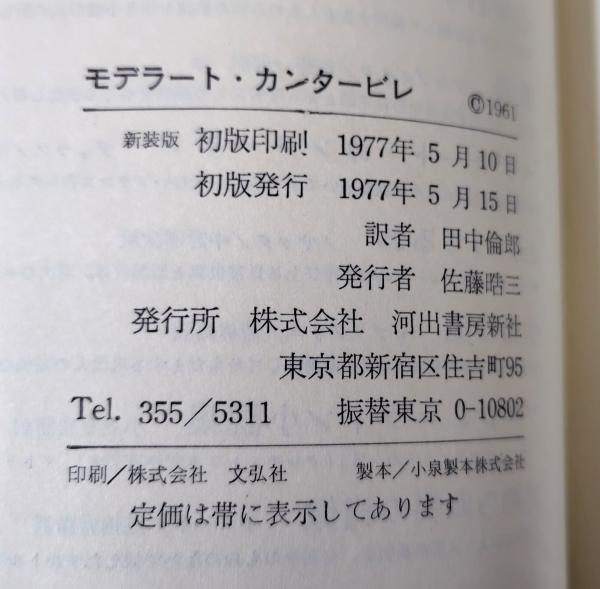 モデラート・カンタービレ ©1961
新装版 初版印刷 1977年5月10日
初版発行 1977年5月15日
訳者 田中倫郎
発行者 佐藤晧三
発行所 株式会社 河出書房新社
東京都新宿区住吉町95
Tel. 355/5311 振替東京 0-10802
印刷/株式会社 文弘社 製本/小泉製本株式会社
定価は帯に表示してあります